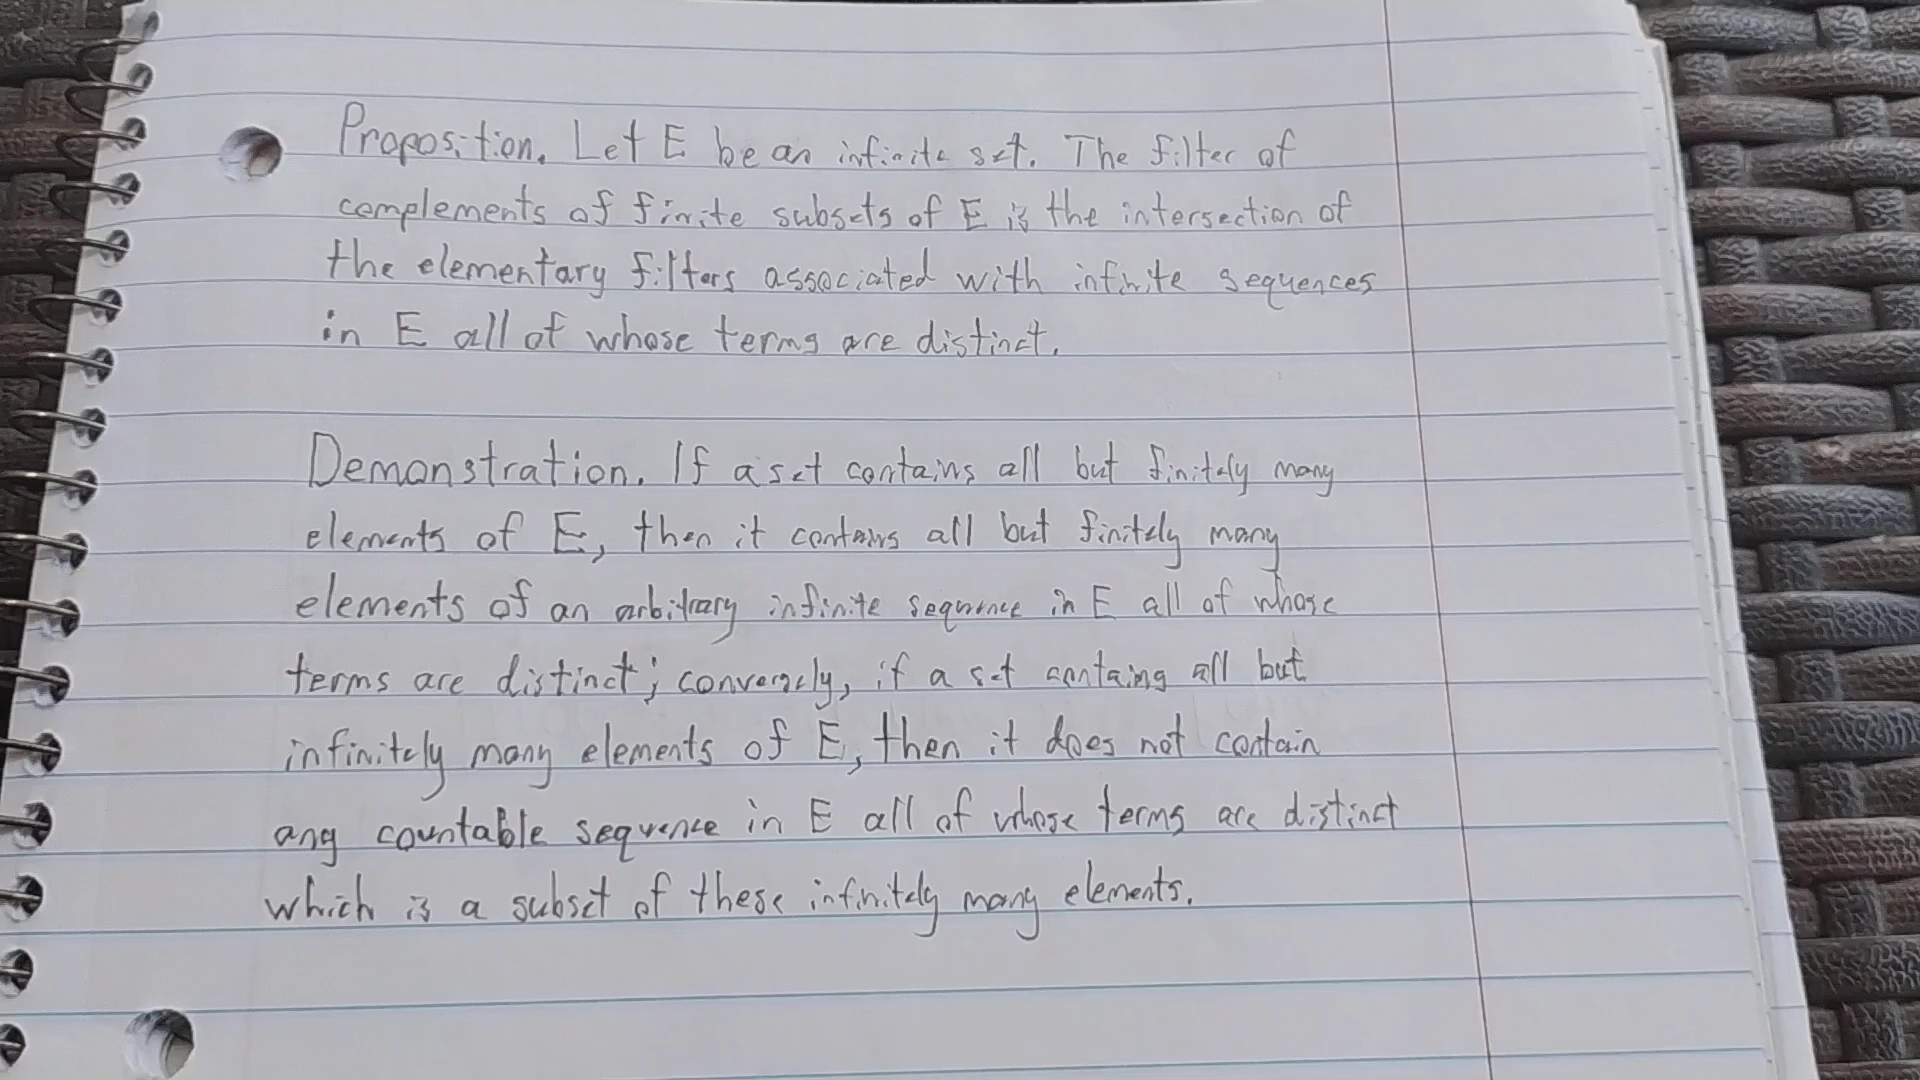 Proposition. Let E be an infinite set. The filter of
complements of finite subsets of E is the intersection of
the elementary filters associated with infinite sequences
in E all of whose terms are distinct.
Demonstration. If a set contains all but finitely many
elements of E, then it contains all but finitely many
elements of an arbitrary infinite sequence in E all of whose
terms are distinct; conversely, if a set contains all but
infinitely many elements of E, then it does not contain
any countable sequence in E all of whose terms are distinct
which is a subset of these infinitely many elements.